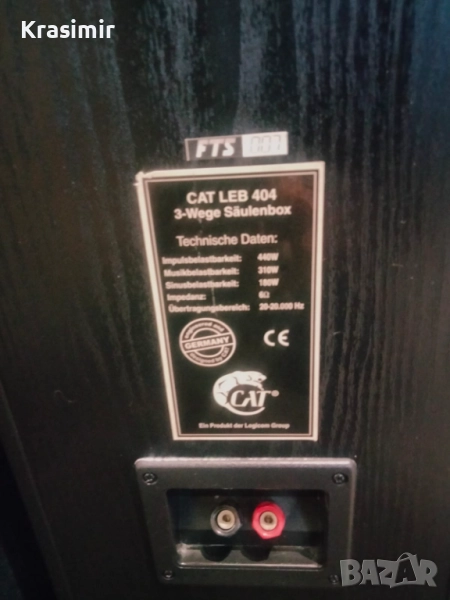 Krasimir
FTS
CAT LEB 404
3-Wege Säulenbox
Technische Daten:
Impulsbelastbarkeit: 440W
Musikbelastbarkeit: 310W
Sinusbelastbarkeit: 180W
Impedanz: 6Ω
Übertragungsbereich: 20-20.000 Hz
GERMANY
CE
CAT®
Ein Produkt der Logicom Group
BAZAR